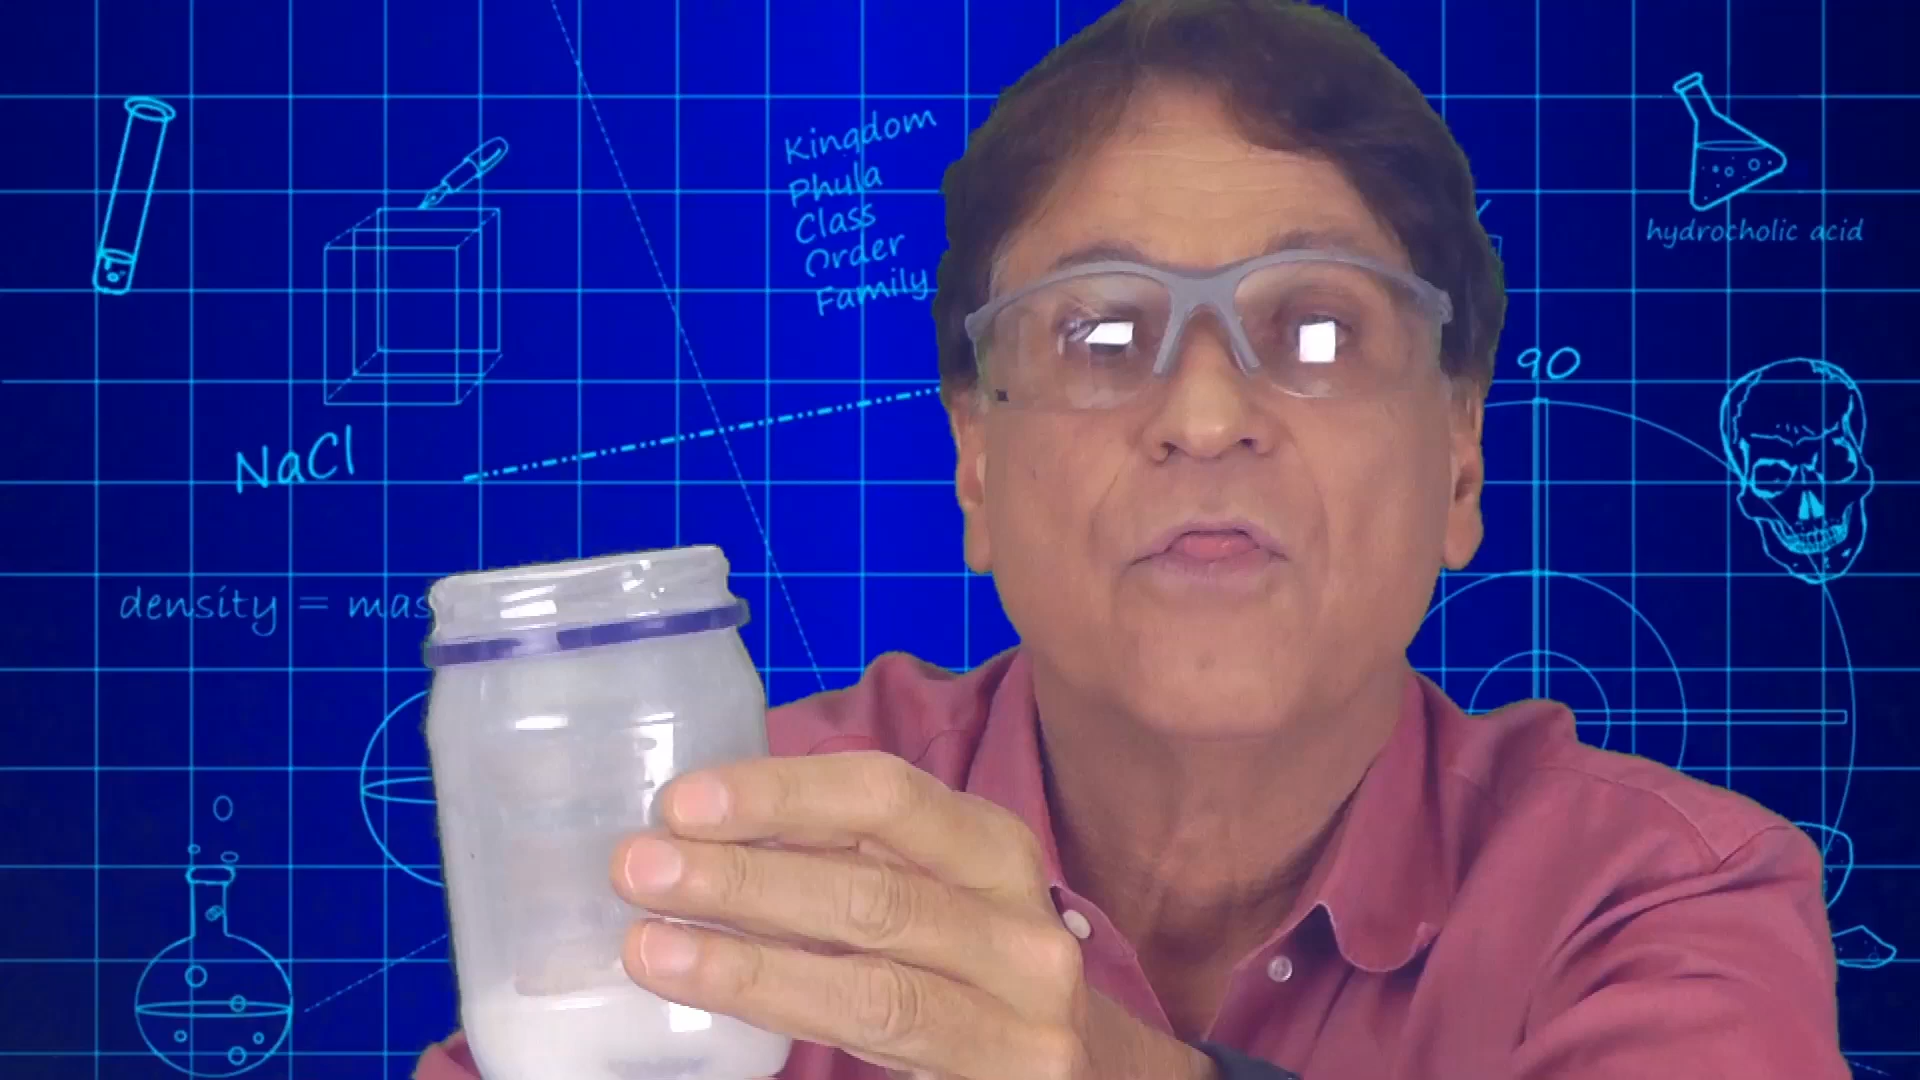 Kingdom
Phula
Class
Order
Family
hydrocholic acid
90
NaCl
density = mas